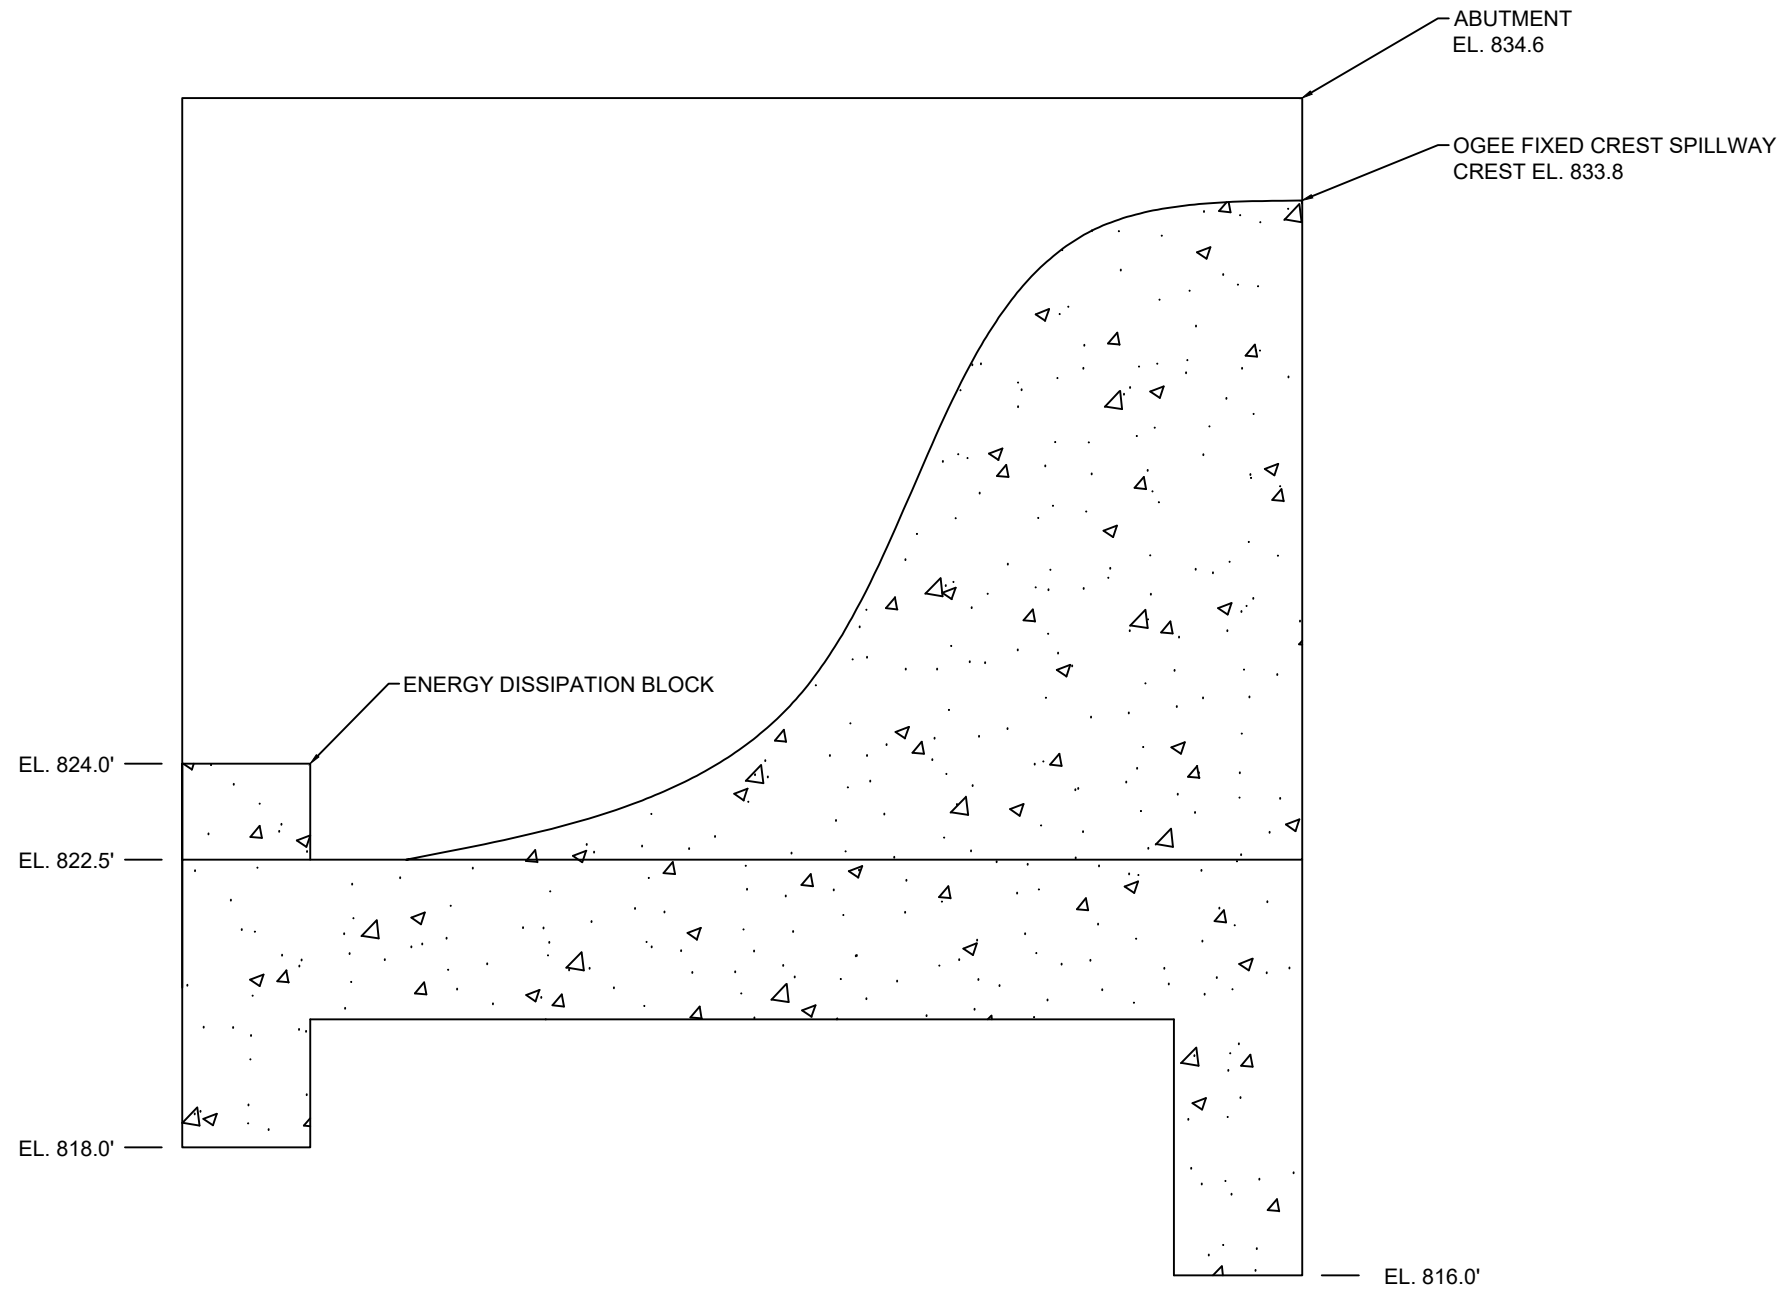 ABUTMENT
EL. 834.6
OGEE FIXED CREST SPILLWAY
CREST EL. 833.8
ENERGY DISSIPATION BLOCK
EL. 824.0'
EL. 822.5'
EL. 818.0'
EL. 816.0'